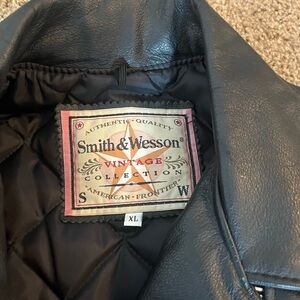 AUTHENTIC · QUALITY
Smith & Wesson®
VINTAGE
COLLECTION
S W
AMERICAN · FRONTIER
XL